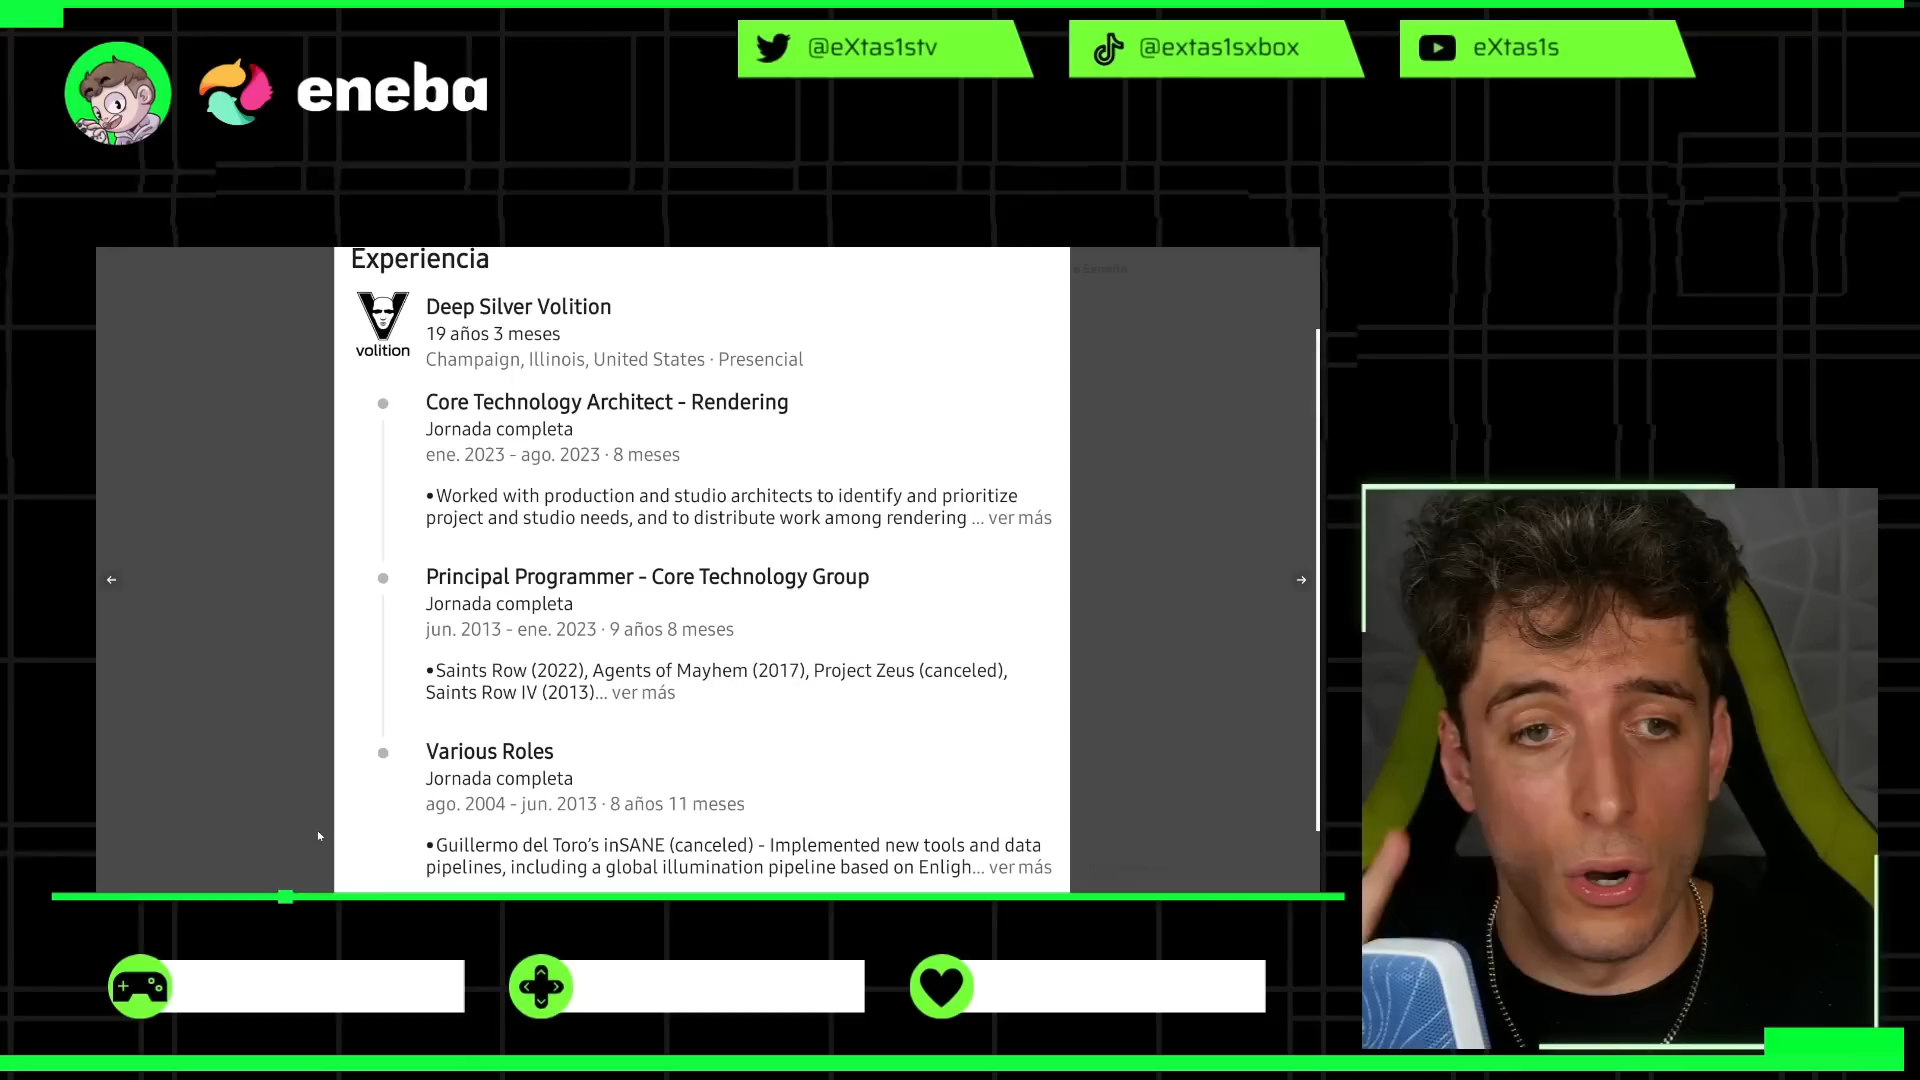 eneba
@eXtas1stv
@extas1sxbox
eXtas1s
Experiencia
volition
Deep Silver Volition
19 años 3 meses
Champaign, Illinois, United States · Presencial
Core Technology Architect - Rendering
Jornada completa
ene. 2023 - ago. 2023 · 8 meses
•Worked with production and studio architects to identify and prioritize
project and studio needs, and to distribute work among rendering ... ver más
Principal Programmer - Core Technology Group
Jornada completa
jun. 2013 - ene. 2023 · 9 años 8 meses
•Saints Row (2022), Agents of Mayhem (2017), Project Zeus (canceled),
Saints Row IV (2013)... ver más
Various Roles
Jornada completa
ago. 2004 - jun. 2013 · 8 años 11 meses
•Guillermo del Toro’s inSANE (canceled) - Implemented new tools and data
pipelines, including a global illumination pipeline based on Enligh... ver más